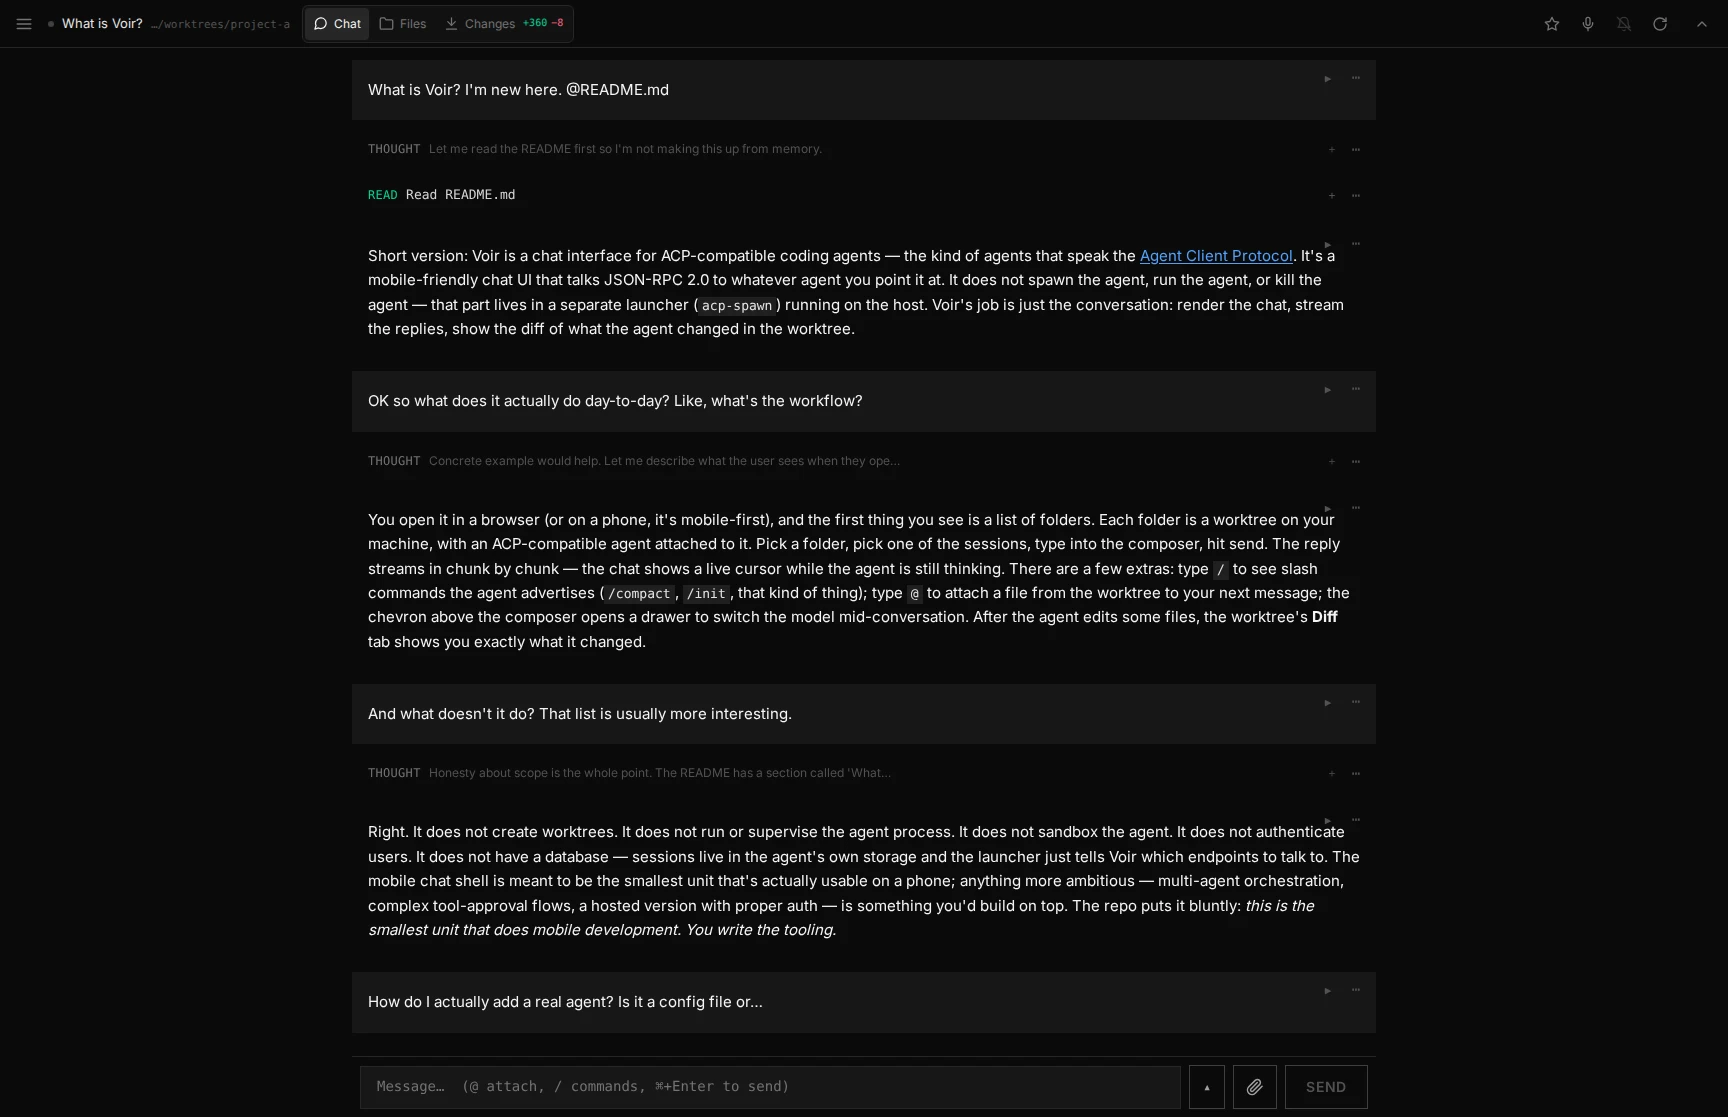 What is Voir? …/worktrees/project-a Chat Files Changes +360 −8
What is Voir? I'm new here. @README.md
THOUGHT Let me read the README first so I'm not making this up from memory.
READ Read README.md
Short version: Voir is a chat interface for ACP-compatible coding agents — the kind of agents that speak the Agent Client Protocol. It's a
mobile-friendly chat UI that talks JSON-RPC 2.0 to whatever agent you point it at. It does not spawn the agent, run the agent, or kill the
agent — that part lives in a separate launcher (acp-spawn) running on the host. Voir's job is just the conversation: render the chat, stream
the replies, show the diff of what the agent changed in the worktree.
OK so what does it actually do day-to-day? Like, what's the workflow?
THOUGHT Concrete example would help. Let me describe what the user sees when they ope…
You open it in a browser (or on a phone, it's mobile-first), and the first thing you see is a list of folders. Each folder is a worktree on your
machine, with an ACP-compatible agent attached to it. Pick a folder, pick one of the sessions, type into the composer, hit send. The reply
streams in chunk by chunk — the chat shows a live cursor while the agent is still thinking. There are a few extras: type / to see slash
commands the agent advertises (/compact, /init, that kind of thing); type @ to attach a file from the worktree to your next message; the
chevron above the composer opens a drawer to switch the model mid-conversation. After the agent edits some files, the worktree's Diff
tab shows you exactly what it changed.
And what doesn't it do? That list is usually more interesting.
THOUGHT Honesty about scope is the whole point. The README has a section called 'What…
Right. It does not create worktrees. It does not run or supervise the agent process. It does not sandbox the agent. It does not authenticate
users. It does not have a database — sessions live in the agent's own storage and the launcher just tells Voir which endpoints to talk to. The
mobile chat shell is meant to be the smallest unit that's actually usable on a phone; anything more ambitious — multi-agent orchestration,
complex tool-approval flows, a hosted version with proper auth — is something you'd build on top. The repo puts it bluntly: this is the
smallest unit that does mobile development. You write the tooling.
How do I actually add a real agent? Is it a config file or…
Message… (@ attach, / commands, ⌘+Enter to send) SEND